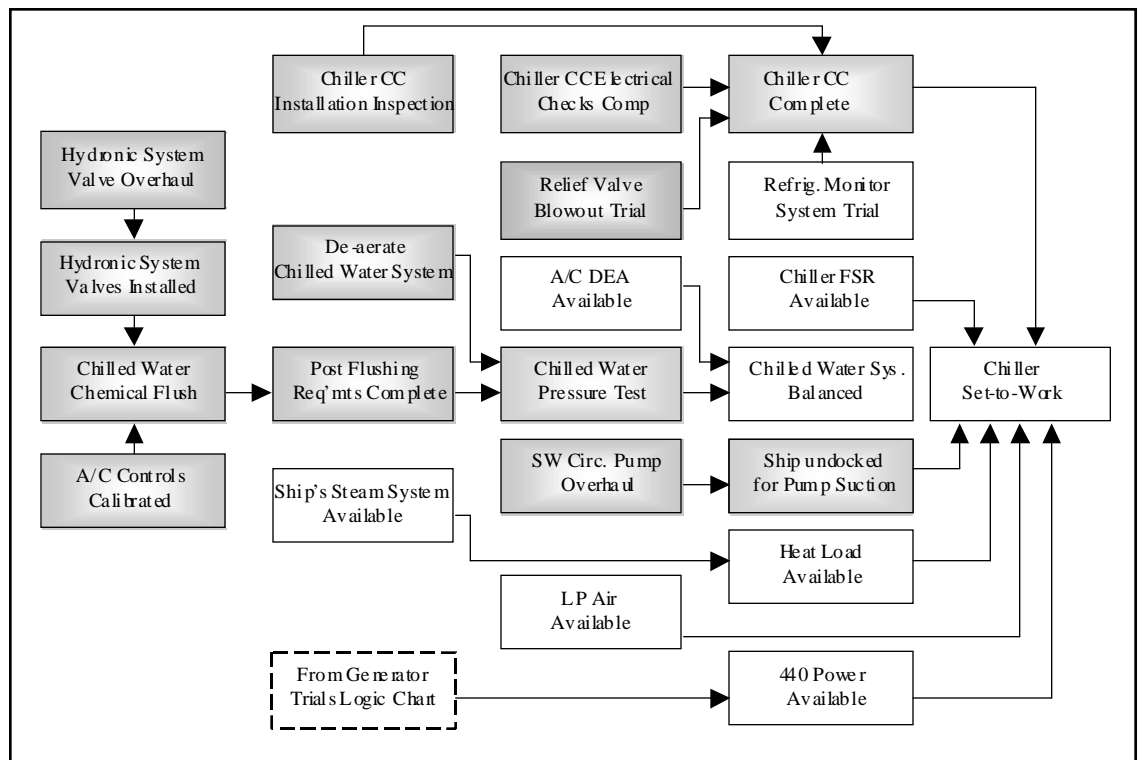 Chiller CC
Installation Inspection
Chiller CC Electrical
Checks Comp
Chiller CC
Complete
Hydronic System
Valve Overhaul
Relief Valve
Blowout Trial
Refrig. Monitor
System Trial
Hydronic System
Valves Installed
De-aerate
Chilled Water System
A/C DEA
Available
Chiller FSR
Available
Chilled Water
Chemical Flush
Post Flushing
Req'mts Complete
Chilled Water
Pressure Test
Chilled Water Sys.
Balanced
Chiller
Set-to-Work
A/C Controls
Calibrated
Ship's Steam System
Available
SW Circ. Pump
Overhaul
Ship undocked
for Pump Suction
Heat Load
Available
LP Air
Available
From Generator
Trials Logic Chart
440 Power
Available